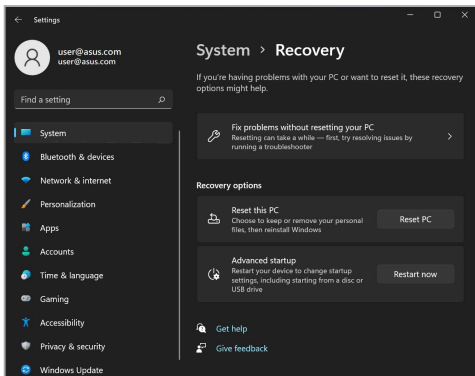 Settings
user@asus.com
user@asus.com
Find a setting
System
Bluetooth & devices
Network & internet
Personalization
Apps
Accounts
Time & language
Gaming
Accessibility
Privacy & security
Windows Update
System > Recovery
If you're having problems with your PC or want to reset it, these recovery
options might help.
Fix problems without resetting your PC
Resetting can take a while — first, try resolving issues by
running a troubleshooter
Recovery options
Reset this PC
Choose to keep or remove your personal
files, then reinstall Windows
Reset PC
Advanced startup
Restart your device to change startup
settings, including starting from a disc or
USB drive
Restart now
Get help
Give feedback